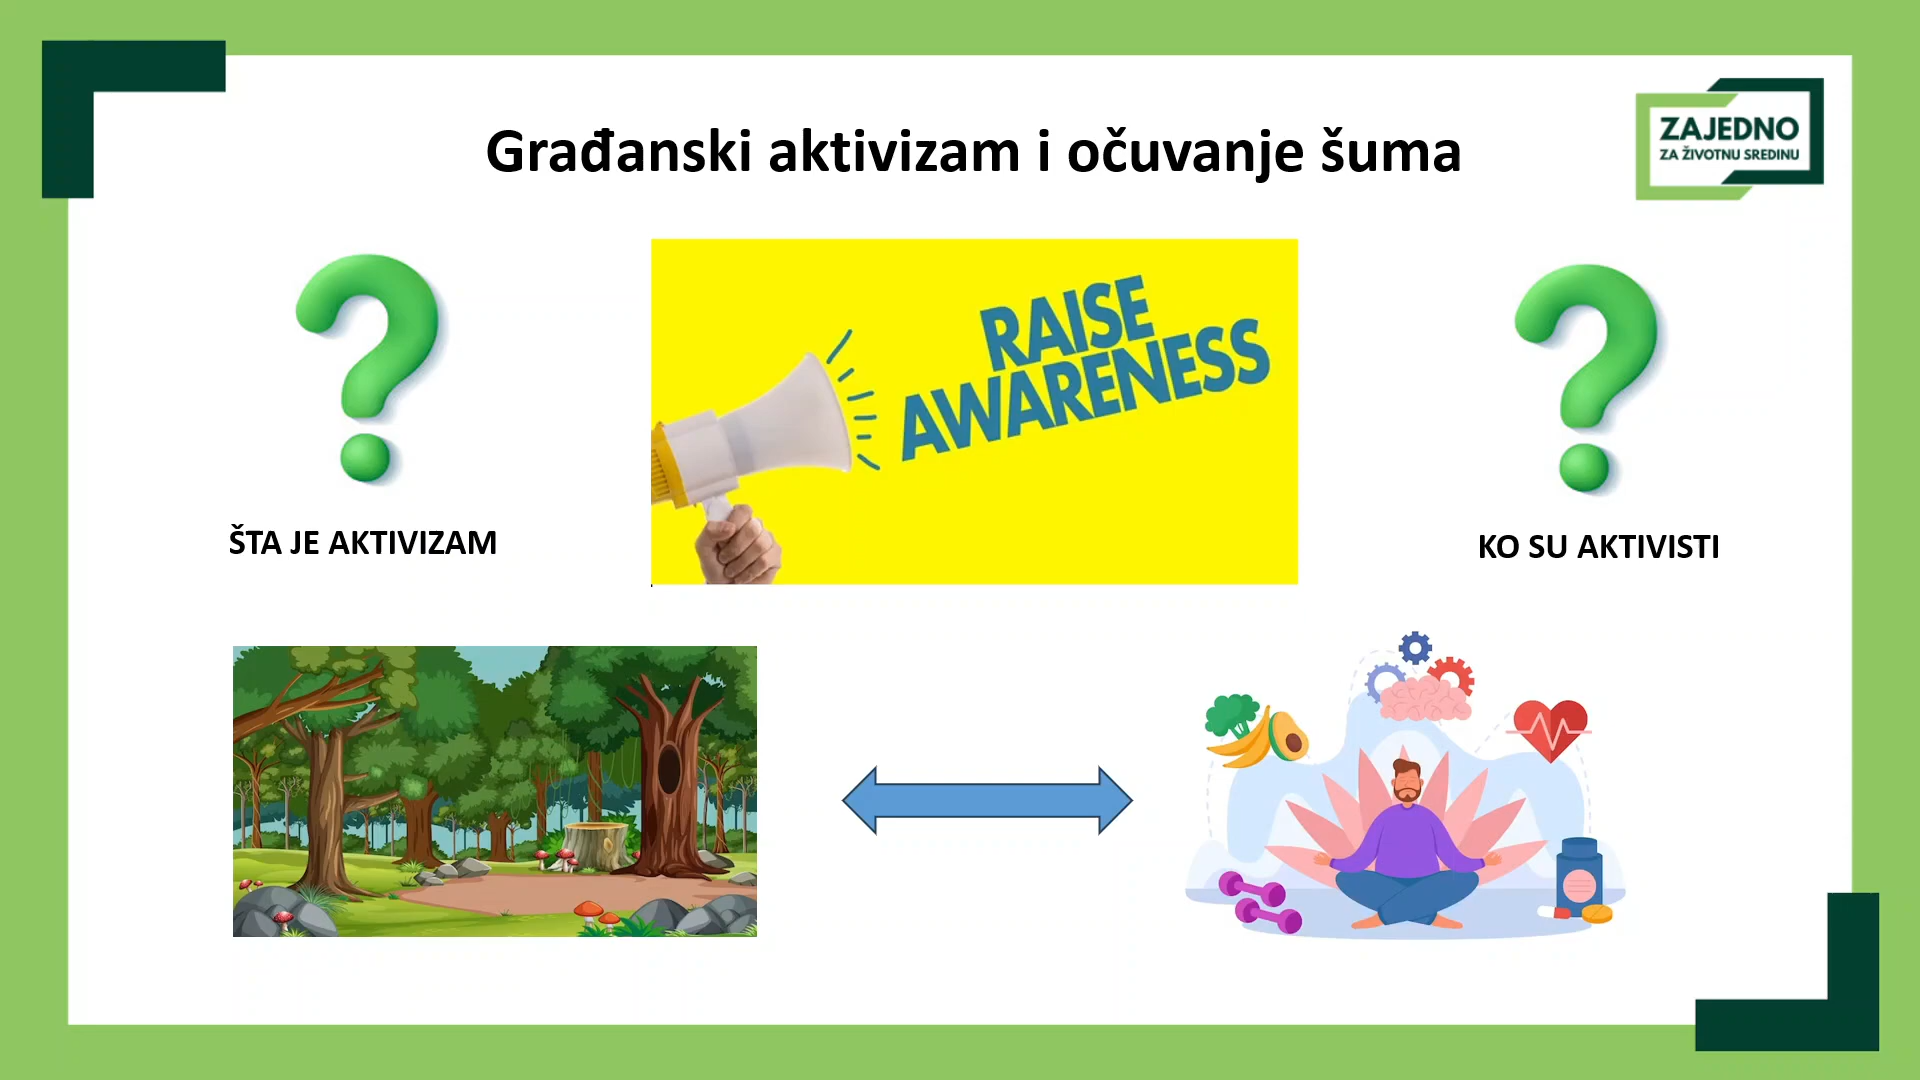 Građanski aktivizam i očuvanje šuma
ZAJEDNO
ZA ŽIVOTNU SREDINU
RAISE
AWARENESS
ŠTA JE AKTIVIZAM
KO SU AKTIVISTI